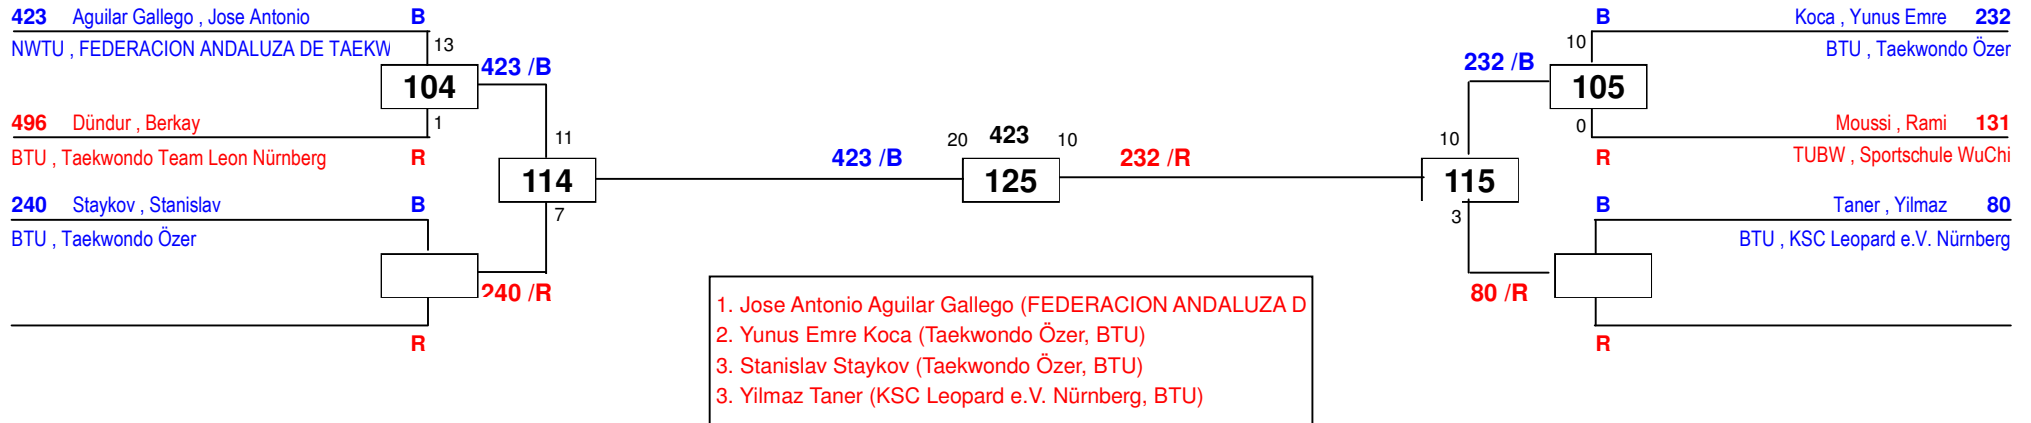 423 Aguilar Gallego , Jose Antonio B
NWTU , FEDERACION ANDALUZA DE TAEKW
13
104
423 /B
496 Dündur , Berkay
1
BTU , Taekwondo Team Leon Nürnberg R
11
114
7
240 Staykov , Stanislav B
BTU , Taekwondo Özer
240 /R
R
423 /B
20 423 10
125
232 /R
B Koca , Yunus Emre 232
10
BTU , Taekwondo Özer
232 /B
105
0
Moussi , Rami 131
R TUBW , Sportschule WuChi
10
115
3
B Taner , Yilmaz 80
BTU , KSC Leopard e.V. Nürnberg
80 /R
R
1. Jose Antonio Aguilar Gallego (FEDERACION ANDALUZA D
2. Yunus Emre Koca (Taekwondo Özer, BTU)
3. Stanislav Staykov (Taekwondo Özer, BTU)
3. Yilmaz Taner (KSC Leopard e.V. Nürnberg, BTU)